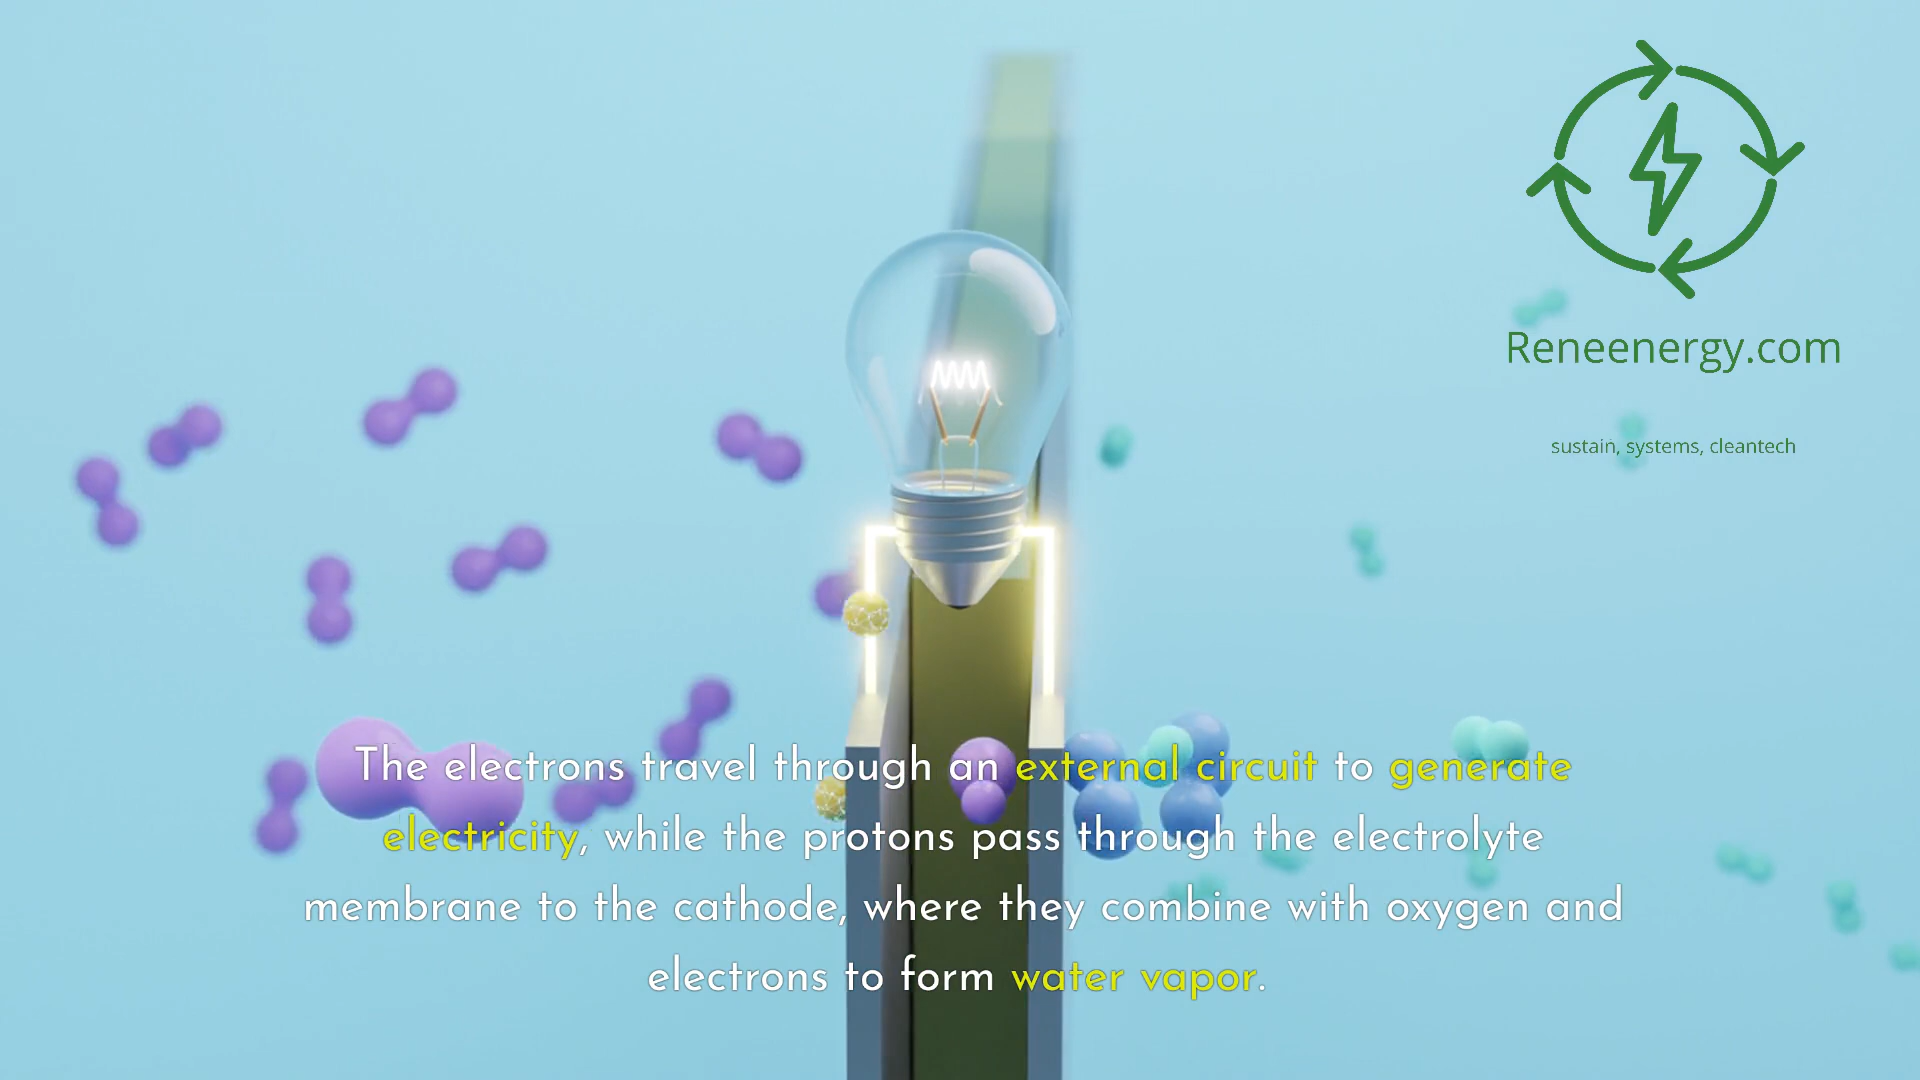 Reneenergy.com
sustain, systems, cleantech
The electrons travel through an external circuit to generate
electricity, while the protons pass through the electrolyte
membrane to the cathode, where they combine with oxygen and
electrons to form water vapor.